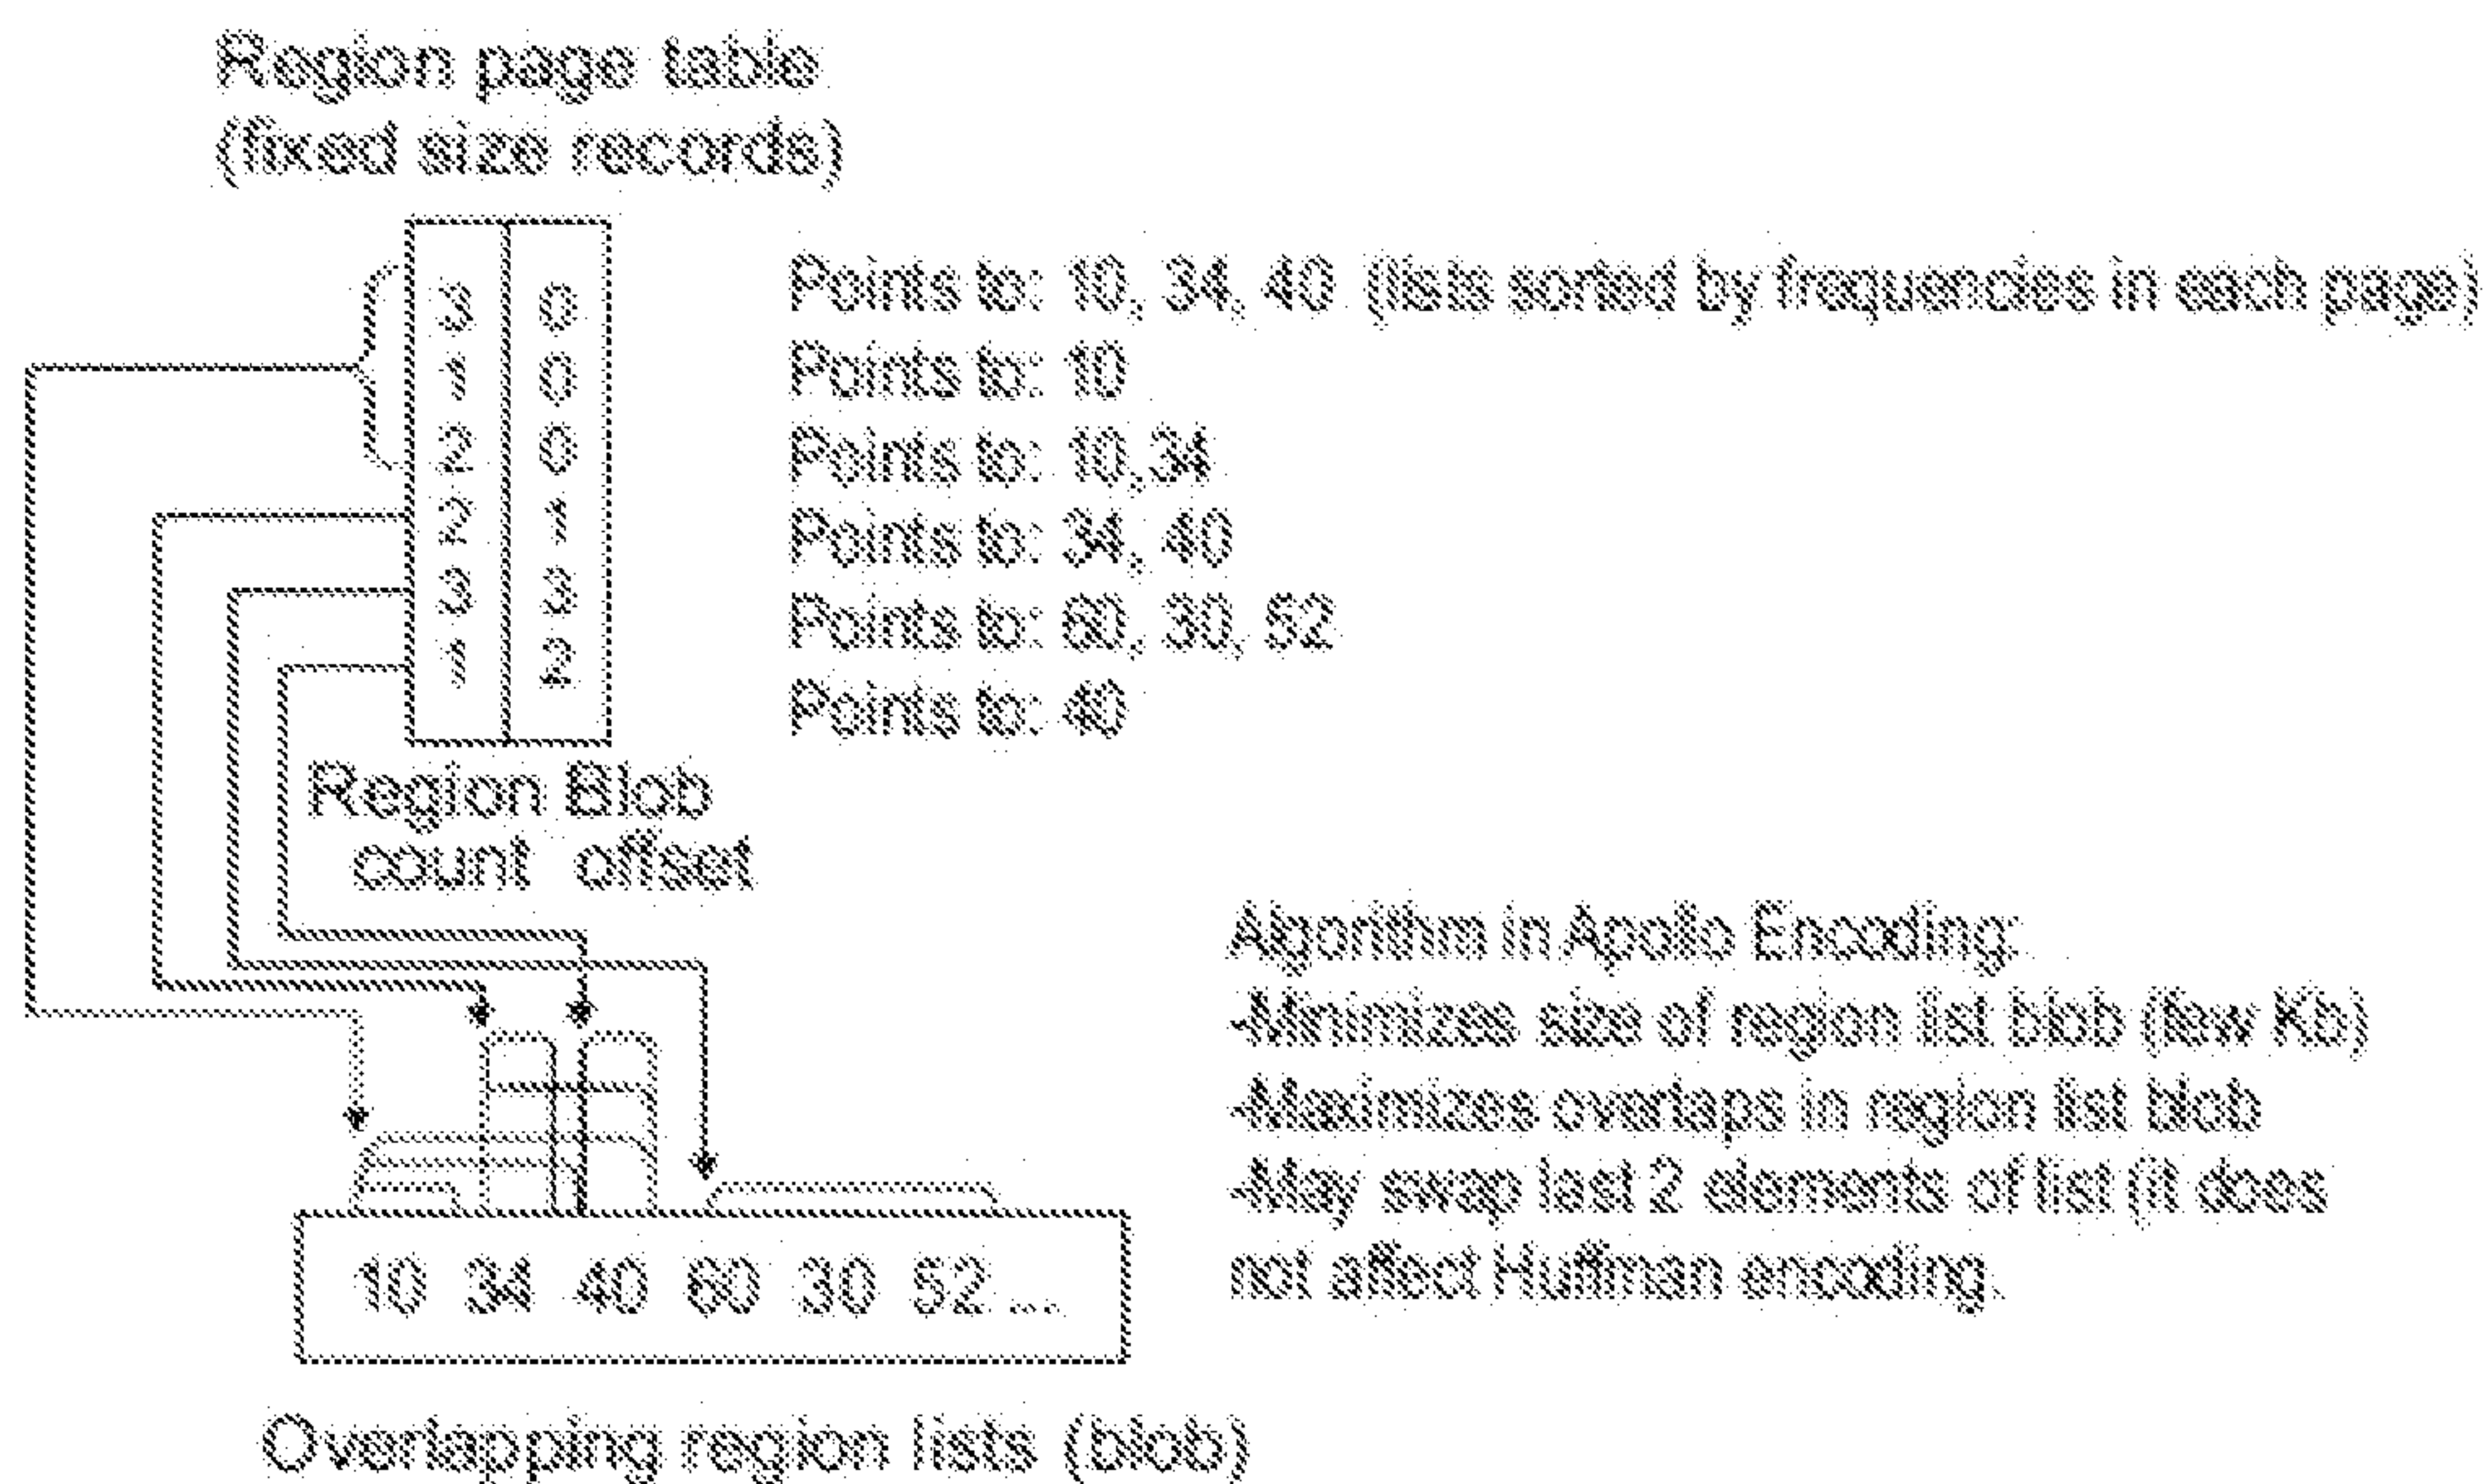 Region page table
(fixed size records)
3 0
1 0
2 0
2 1
3 3
1 2
Points to: 10, 34, 40 (lists sorted by frequencies in each page)
Points to: 10
Points to: 10,34
Points to: 34, 40
Points to: 60, 30, 52
Points to: 40
Region Blob
count offset
Algorithm in Apollo Encoding:
-Minimizes size of region list blob (few Kb)
-Maximizes overlaps in region list blob
-May swap last 2 elements of list (it does
not affect Huffman encoding.
10 34 40 60 30 52 ...
Overlapping region lists (blob)